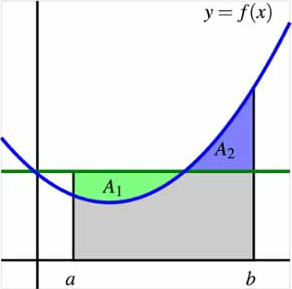 y = f(x)
A₂
A₁
a
b